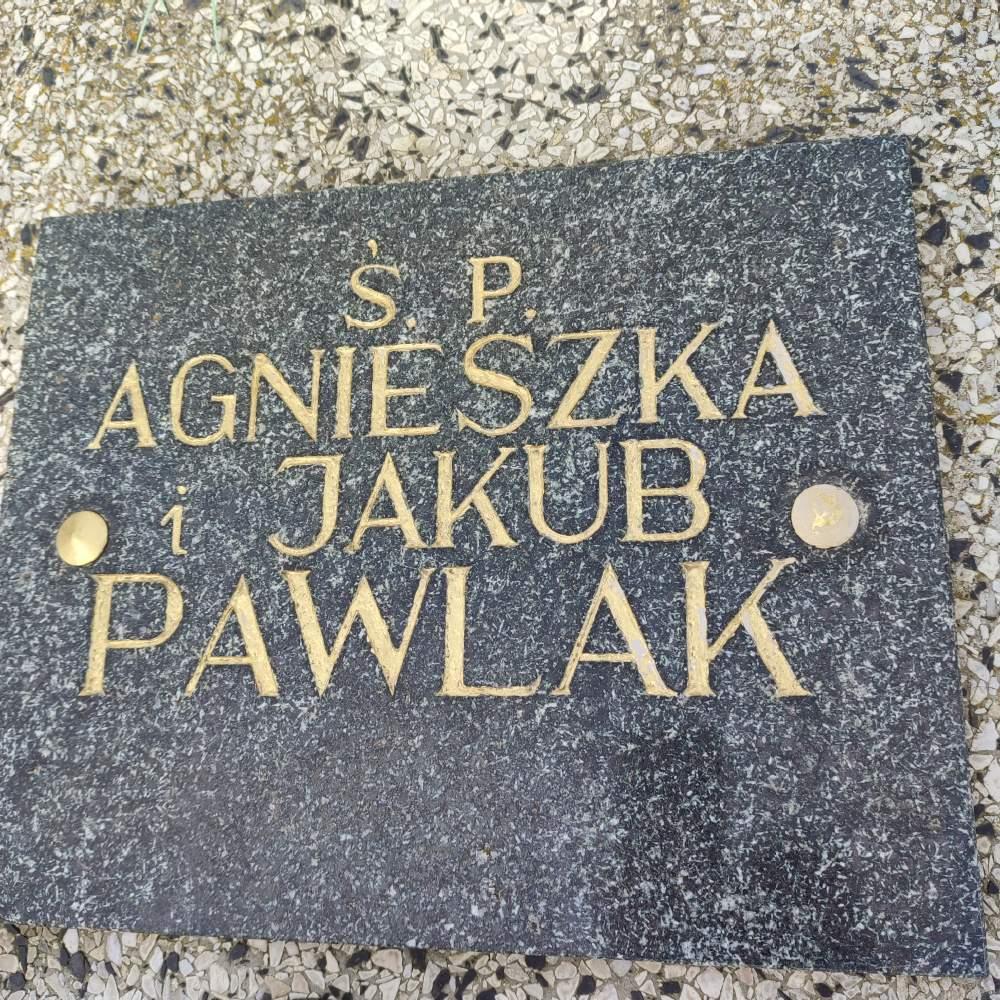 Ś. P.
AGNIESZKA
i JAKUB
PAWLAK